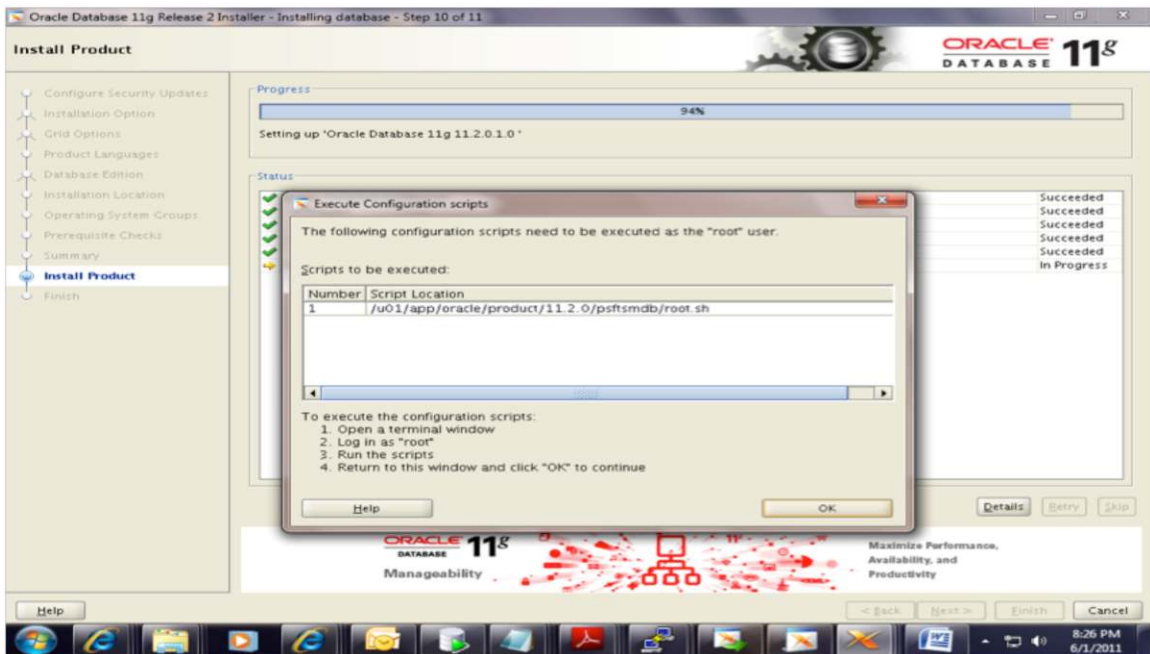 Oracle Database 11g Release 2 Installer - Installing database - Step 10 of 11
Install Product
ORACLE
DATABASE 11g
Configure Security Updates
Installation Option
Grid Options
Product Languages
Database Edition
Installation Location
Operating System Groups
Prerequisite Checks
Summary
Install Product
Finish
Progress
94%
Setting up 'Oracle Database 11g 11.2.0.1.0 '
Status
Succeeded
Succeeded
Succeeded
Succeeded
Succeeded
In Progress
Execute Configuration scripts
The following configuration scripts need to be executed as the "root" user.
Scripts to be executed:
Number Script Location
1 /u01/app/oracle/product/11.2.0/psftsmdb/root.sh
To execute the configuration scripts:
1. Open a terminal window
2. Log in as "root"
3. Run the scripts
4. Return to this window and click "OK" to continue
Help OK
Details Retry Skip
ORACLE
DATABASE 11g
Manageability
11g
Maximize Performance,
Availability, and
Productivity
Help < Back Next > Finish Cancel
8:26 PM
6/1/2011